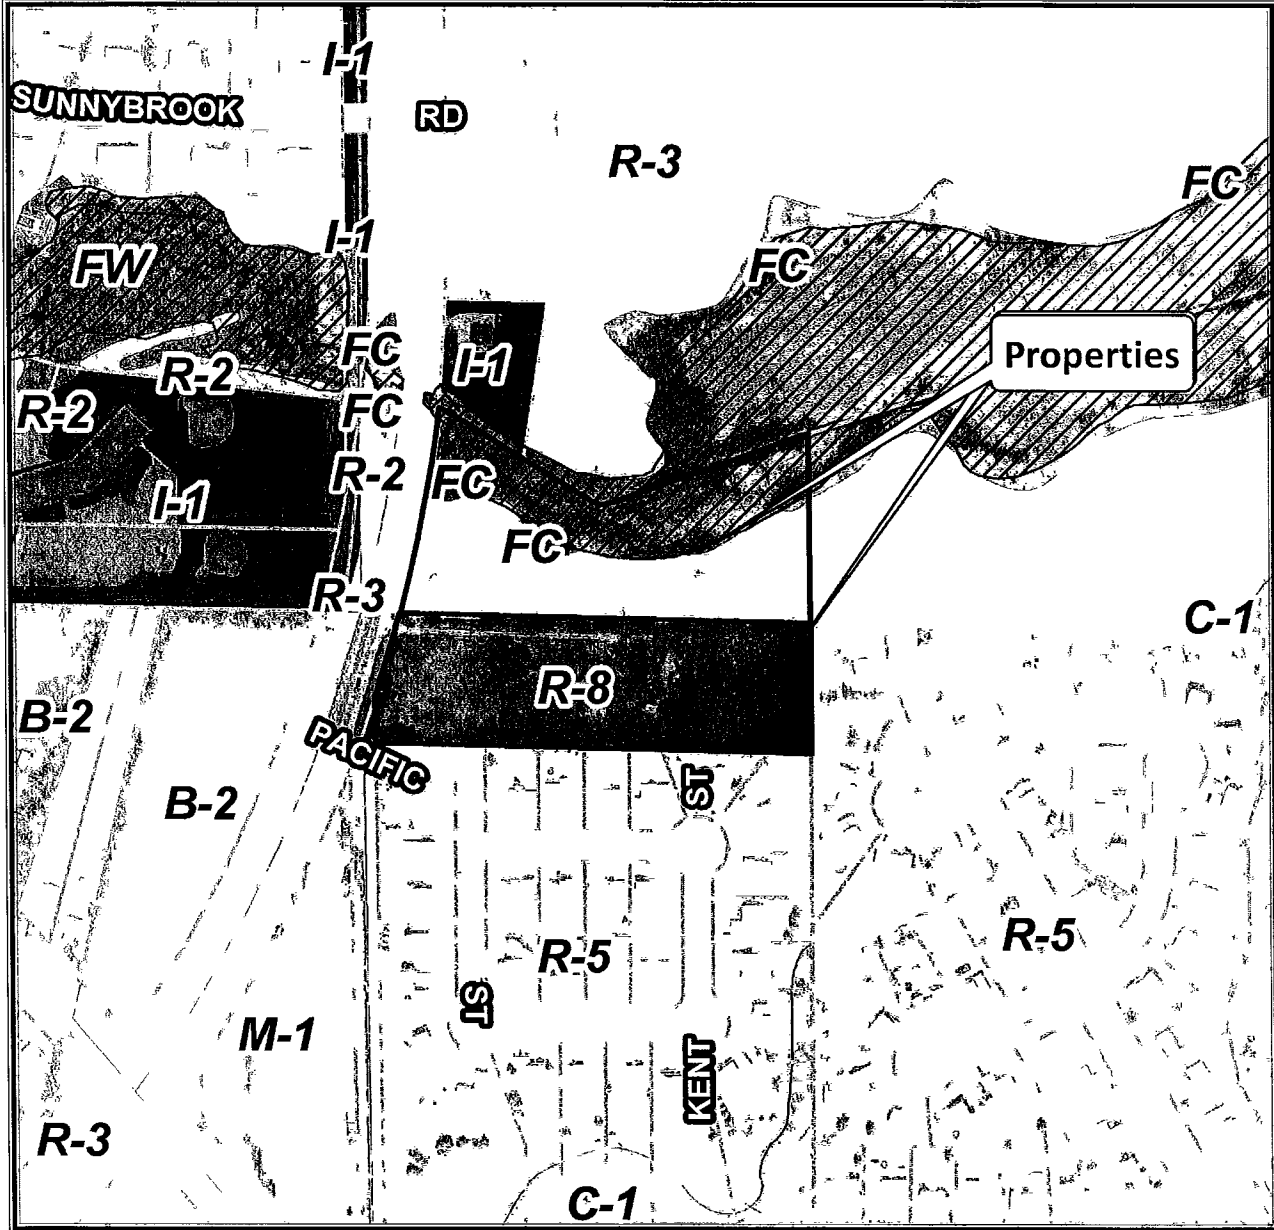 I-1
SUNNYBROOK
RD
R-3
FC
I-1
FW
FC
FC
Properties
I-1
R-2
R-2
FC
R-2
FC
I-1
FC
R-3
C-1
R-8
B-2
PACIFIC
ST
B-2
R-5
R-5
ST
M-1
KENT
R-3
C-1